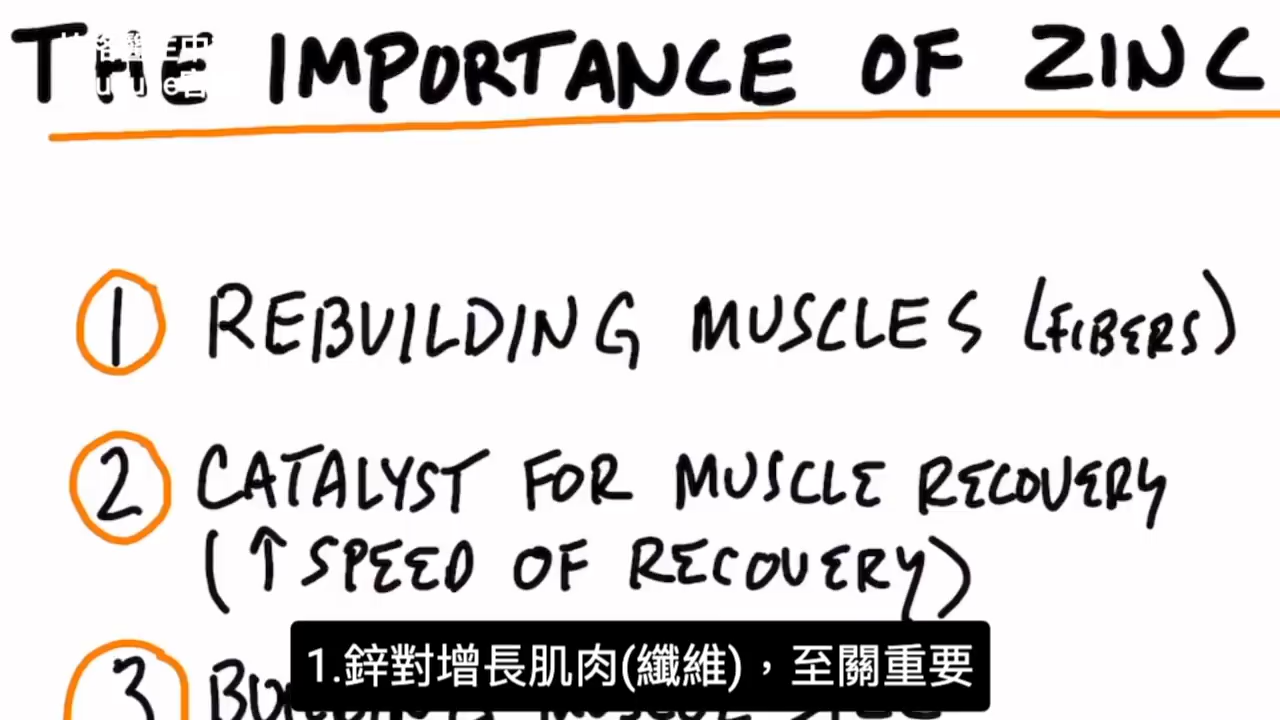 THE IMPORTANCE OF ZINC
1 REBUILDING MUSCLES (FIBERS)
2 CATALYST FOR MUSCLE RECOVERY
(↑ SPEED OF RECOVERY)
3
1.鋅對增長肌肉(纖維)，至關重要